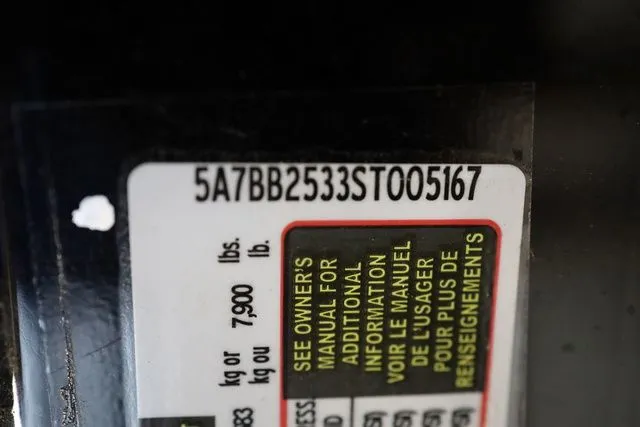 5A7BB2533ST005167
kg or 7,900 lbs.
kg ou lb.
SEE OWNER'S
MANUAL FOR
ADDITIONAL
INFORMATION
VOIR LE MANUEL
DE L'USAGER
POUR PLUS DE
RENSEIGNEMENTS